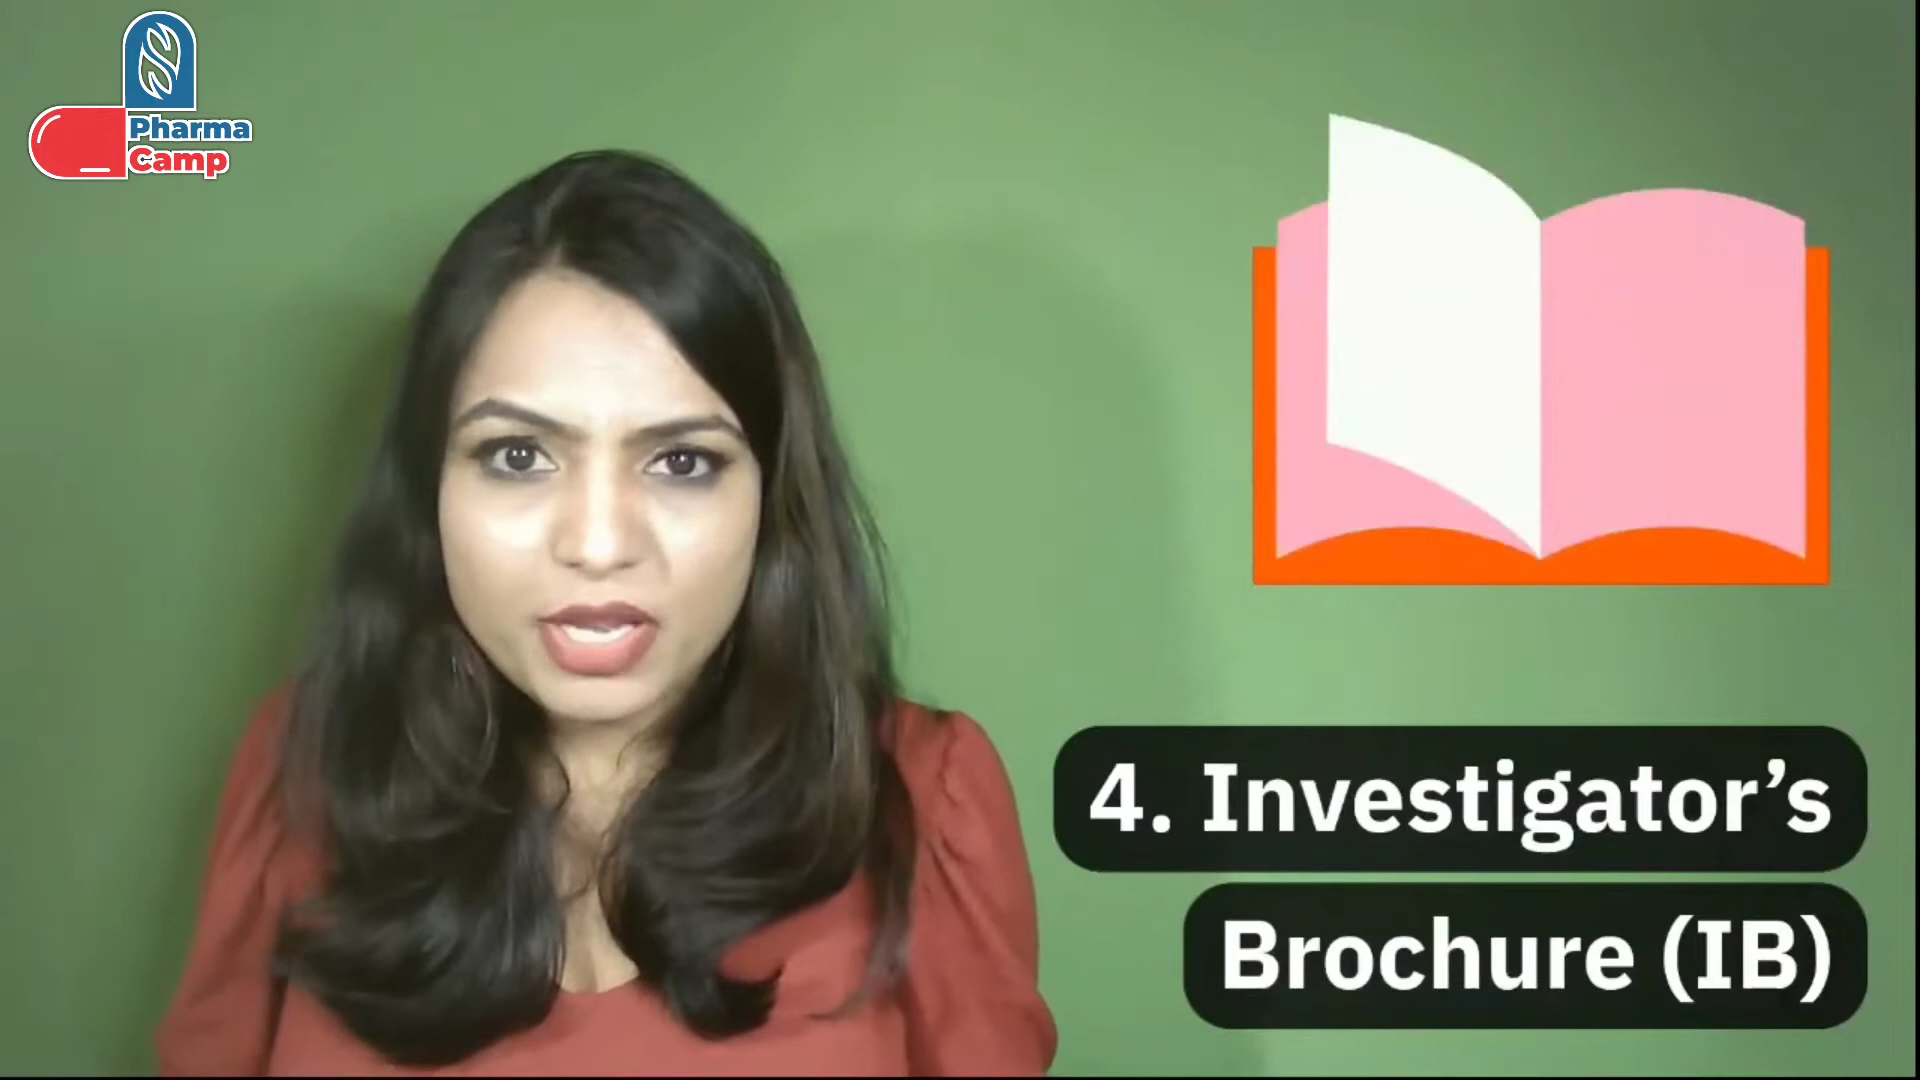 Pharma
Camp
4. Investigator’s
Brochure (IB)